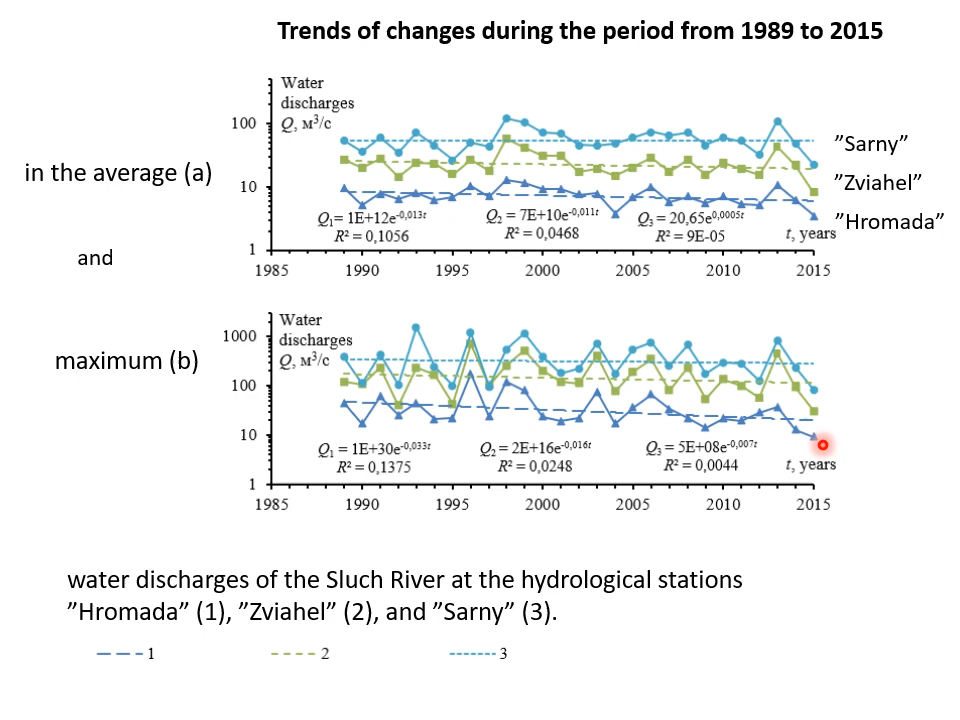 Trends of changes during the period from 1989 to 2015
in the average (a)
and
maximum (b)
Water
discharges
Q, м³/с
100
10
1
1985 1990 1995 2000 2005 2010 2015
Q₁= 1E+12e⁻⁰,⁰¹³ᵗ
R² = 0,1056
Q₂ = 7E+10e⁻⁰,⁰¹¹ᵗ
R² = 0,0468
Q₃ = 20,65e⁰,⁰⁰⁰⁵ᵗ
R² = 9E-05
t, years
”Sarny”
”Zviahel”
”Hromada”
Water
discharges
Q, м³/с
1000
100
10
1
1985 1990 1995 2000 2005 2010 2015
Q₁ = 1E+30e⁻⁰,⁰³³ᵗ
R² = 0,1375
Q₂ = 2E+16e⁻⁰,⁰¹⁶ᵗ
R² = 0,0248
Q₃ = 5E+08e⁻⁰,⁰⁰⁷ᵗ
R² = 0,0044
t, years
water discharges of the Sluch River at the hydrological stations
”Hromada” (1), ”Zviahel” (2), and ”Sarny” (3).
1 2 3